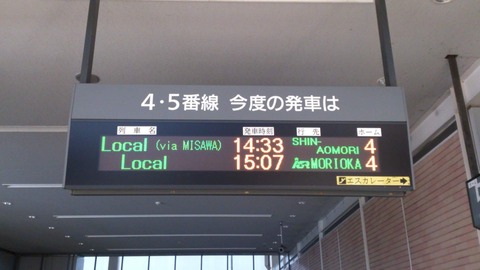 4・5番線 今度の発車は
列車名 発車時刻 行先 ホーム
Local (via MISAWA) 14:33 SHIN-AOMORI 4
Local 15:07 IGR MORIOKA 4
エスカレーター